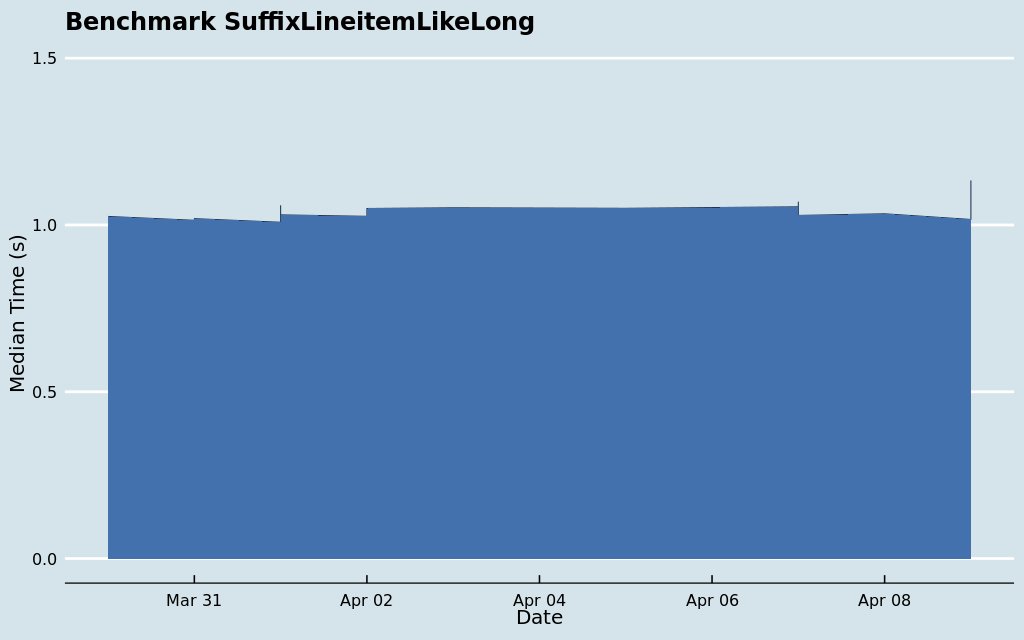 Benchmark SuffixLineitemLikeLong
1.5
1.0
0.5
0.0
Median Time (s)
Mar 31 Apr 02 Apr 04 Apr 06 Apr 08
Date